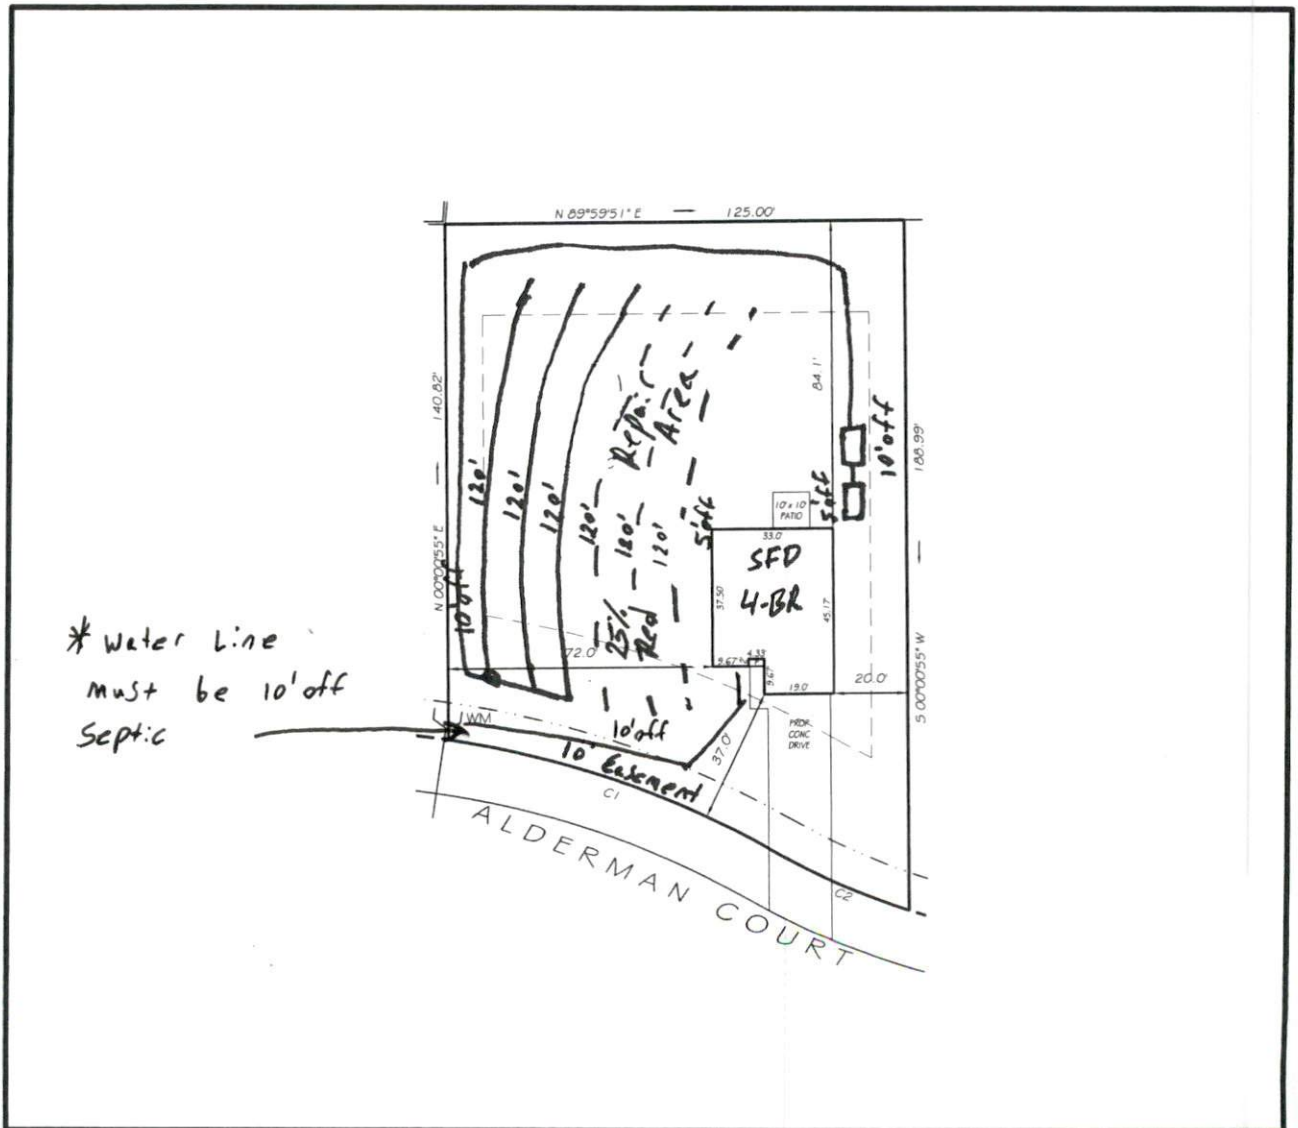 N 89°59'51" E — 125.00'
N 00°00'55" E — 140.82'
84.1'
188.99'
S 00°00'55" W
10'off
5'off
10' x 10'
PATIO
33.0
SFD
4-BR
37.50
45.17
4.33
9.67
9.67
19.0
20.0'
72.0'
120'
120'
120'
120'
120'
Repair
Area
25%
Red
5'off
10'off
* Water Line
must be 10'off
Septic
WM
10'off
10' Easement
37.0'
PROP.
CONC
DRIVE
C1
C2
ALDERMAN COURT